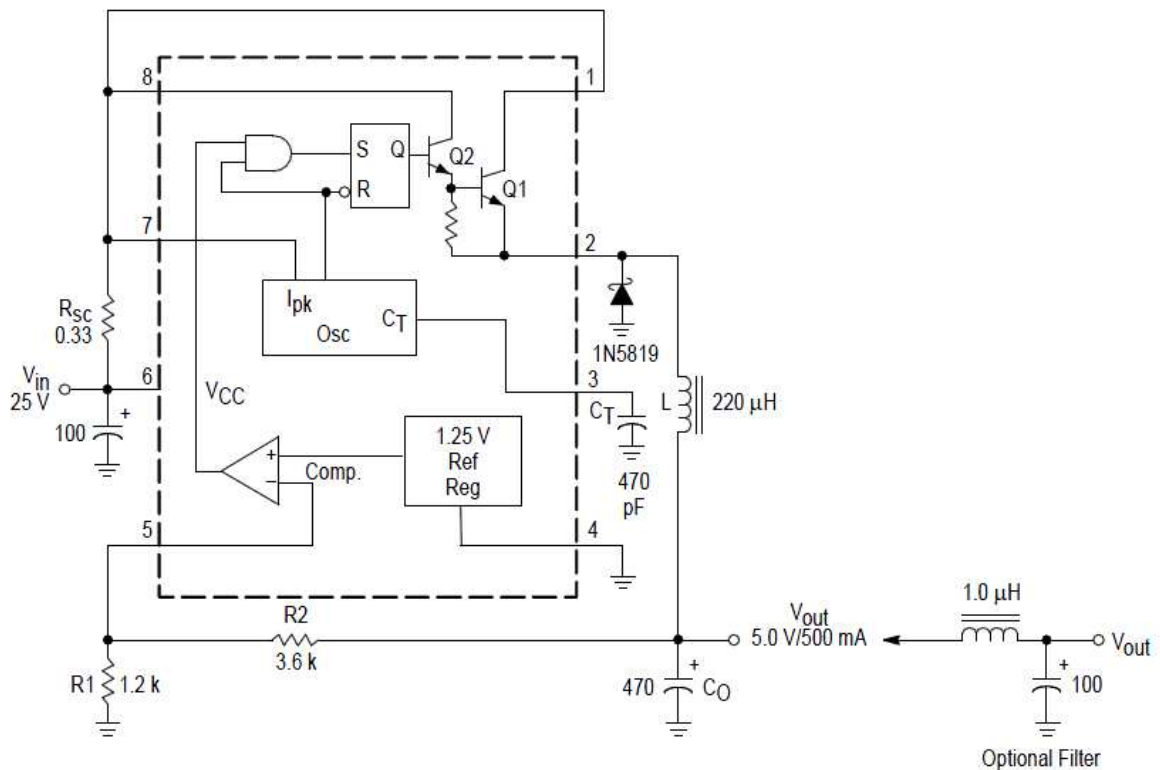 8
1
S
Q
Q2
R
Q1
7
2
Ipk
CT
Osc
RSC
0.33
1N5819
Vin
25 V
6
3
VCC
CT
L
220 μH
100
+
+
−
Comp.
1.25 V
Ref
Reg
470
pF
5
4
R2
3.6 k
Vout
5.0 V/500 mA
1.0 μH
Vout
R1
1.2 k
470
+
CO
+
100
Optional Filter